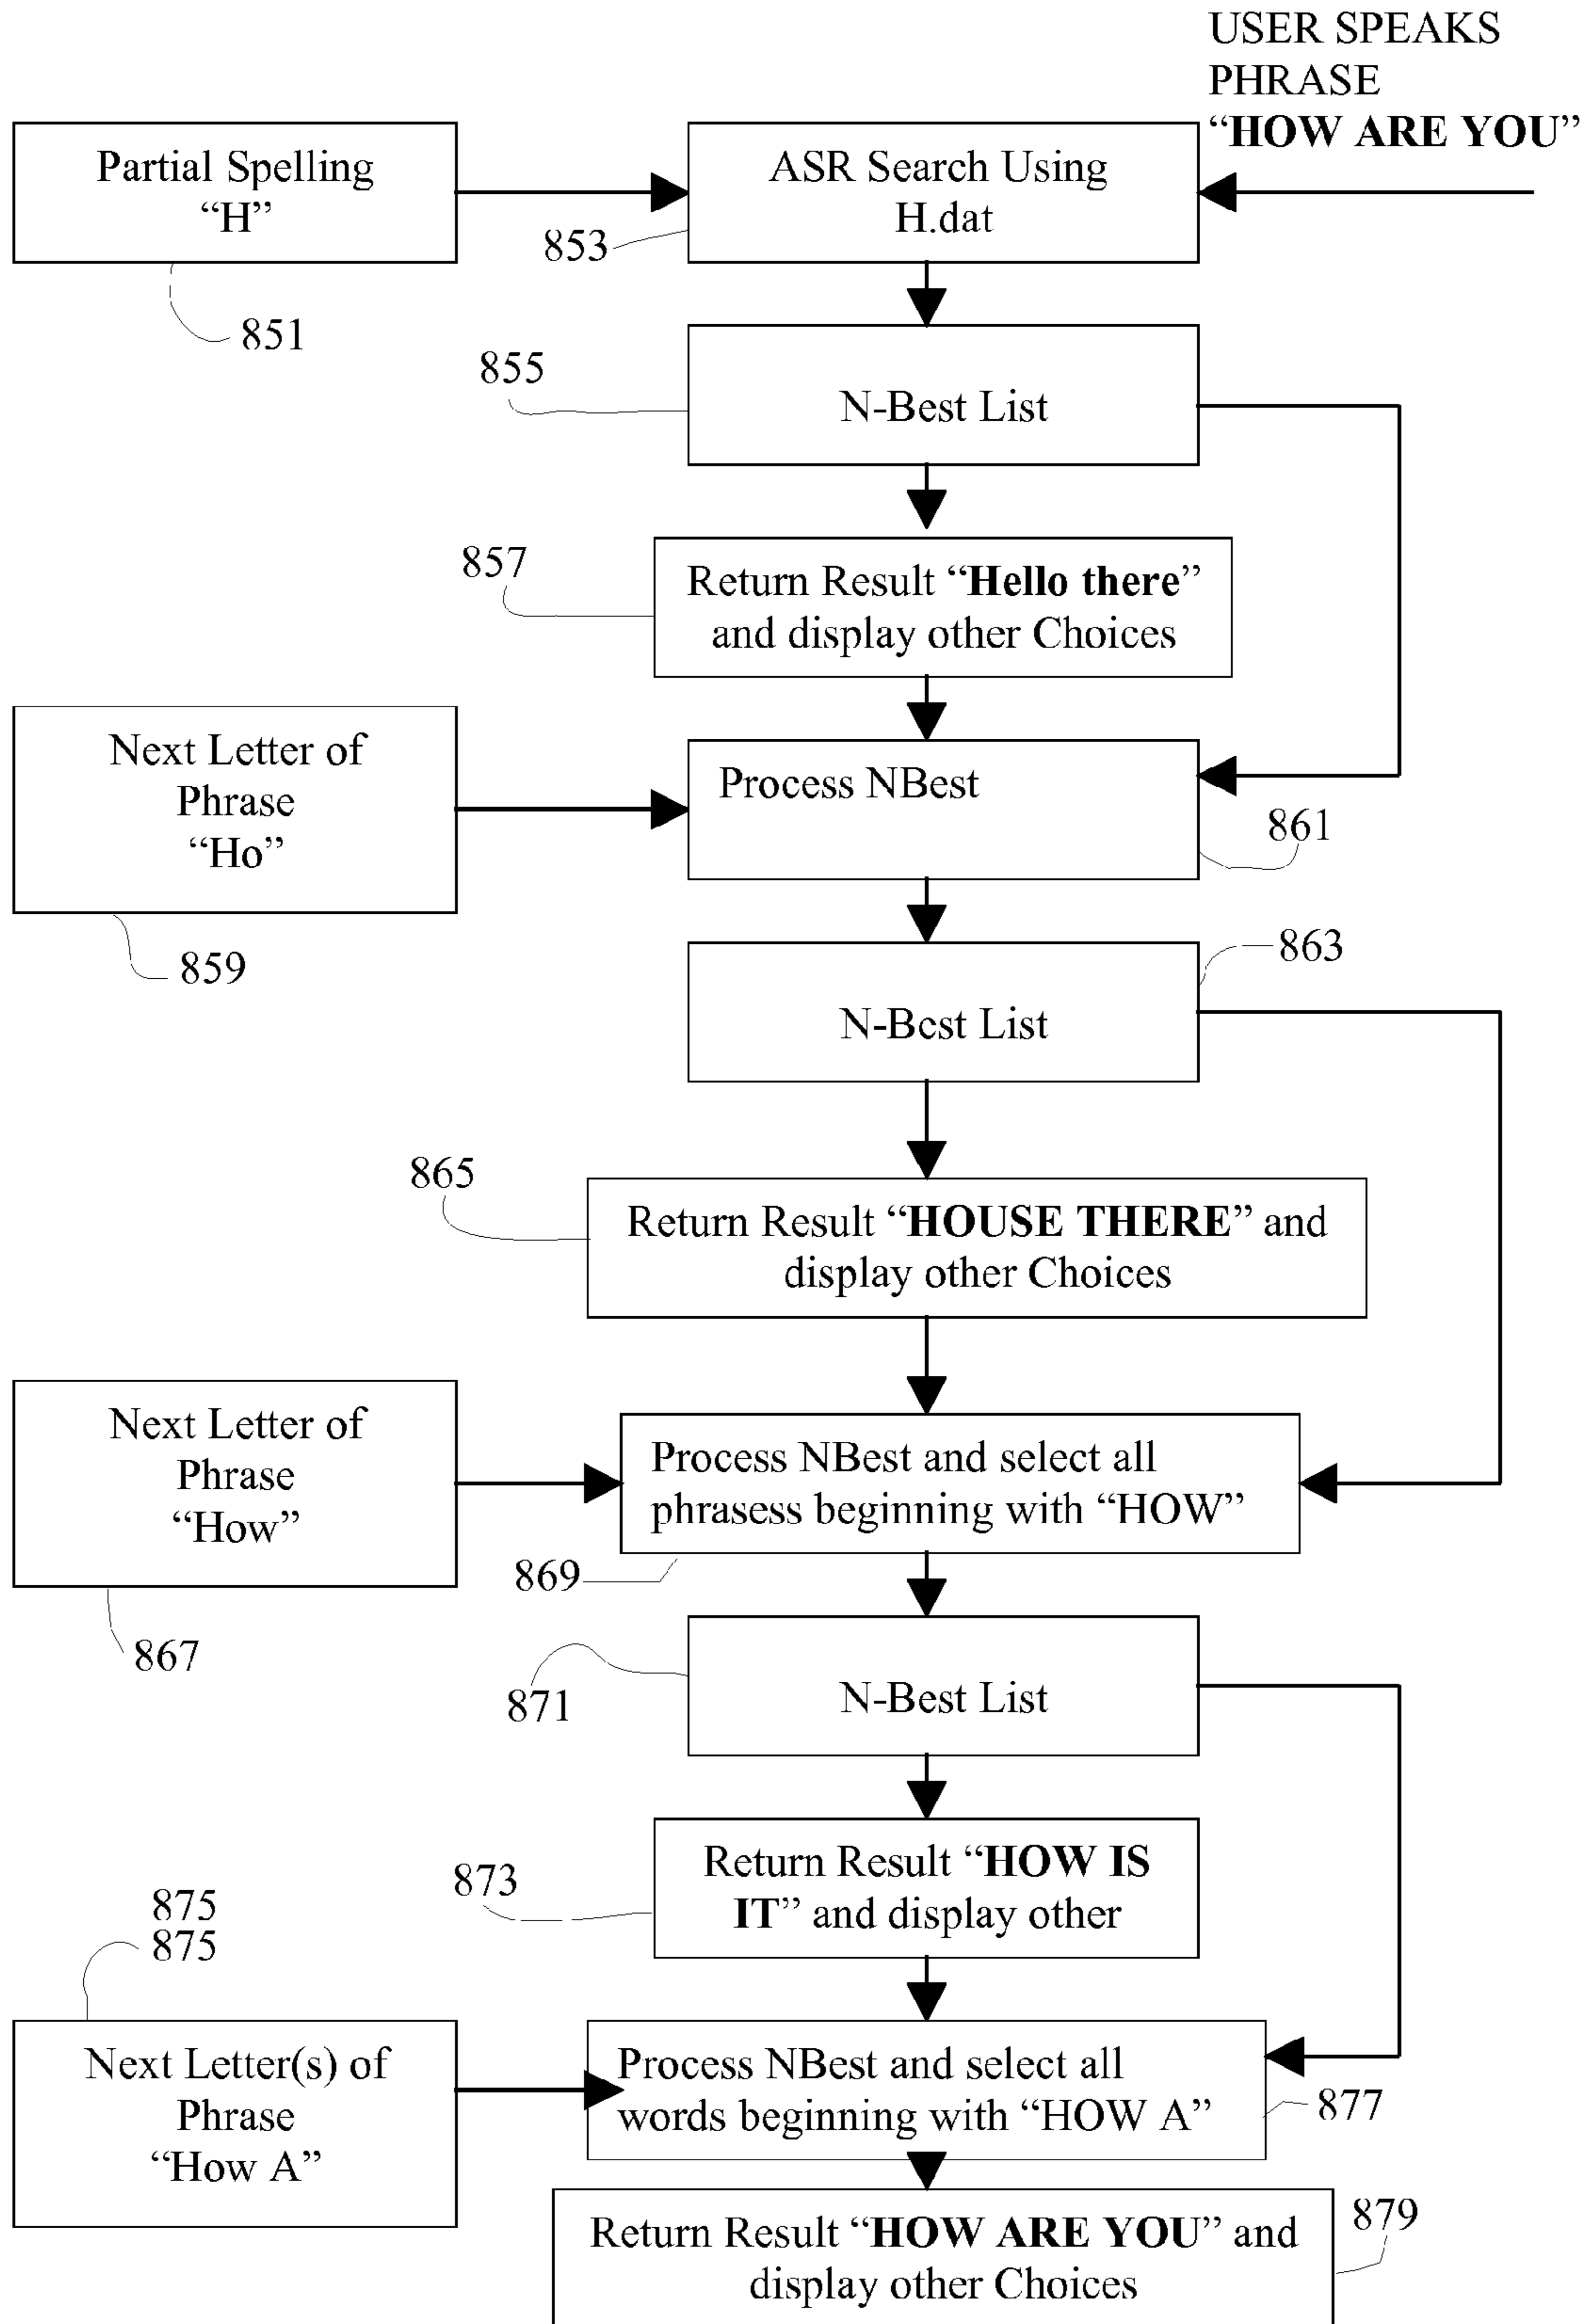 USER SPEAKS
PHRASE
“HOW ARE YOU”
Partial Spelling
“H”
851
ASR Search Using
H.dat
853
855
N-Best List
857
Return Result “Hello there”
and display other Choices
Next Letter of
Phrase
“Ho”
859
Process NBest
861
863
N-Best List
865
Return Result “HOUSE THERE” and
display other Choices
Next Letter of
Phrase
“How”
867
Process NBest and select all
phrasess beginning with “HOW”
869
871
N-Best List
873
Return Result “HOW IS
IT” and display other
875
875
Next Letter(s) of
Phrase
“How A”
Process NBest and select all
words beginning with “HOW A”
877
Return Result “HOW ARE YOU” and
display other Choices
879